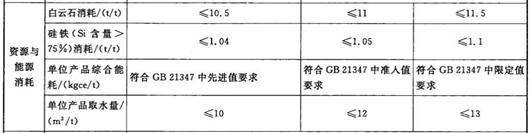 资源与
能源
消耗
白云石消耗/(t/t) ≤10.5 ≤11 ≤11.5
硅铁(Si 含量>
75%)消耗/(t/t) ≤1.04 ≤1.05 ≤1.1
单位产品综合能
耗/(kgce/t) 符合 GB 21347 中先进值要求 符合 GB 21347 中准入值
要求 符合 GB 21347 中限定值
要求
单位产品取水量/
(m³/t) ≤10 ≤12 ≤13